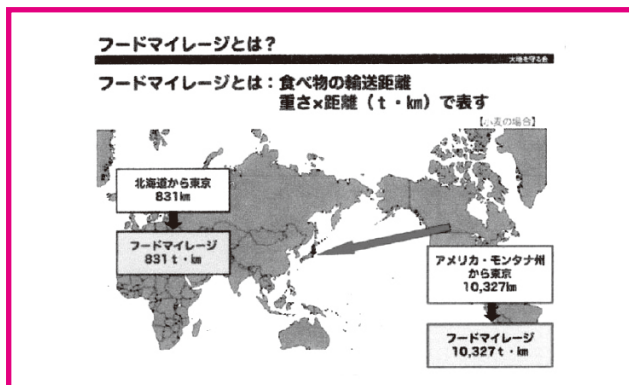 フードマイレージとは？
大地を守る会
フードマイレージとは：食べ物の輸送距離
重さ×距離（t・km）で表す
【小麦の場合】
北海道から東京
831km
フードマイレージ
831t・km
アメリカ・モンタナ州
から東京
10,327km
フードマイレージ
10,327t・km